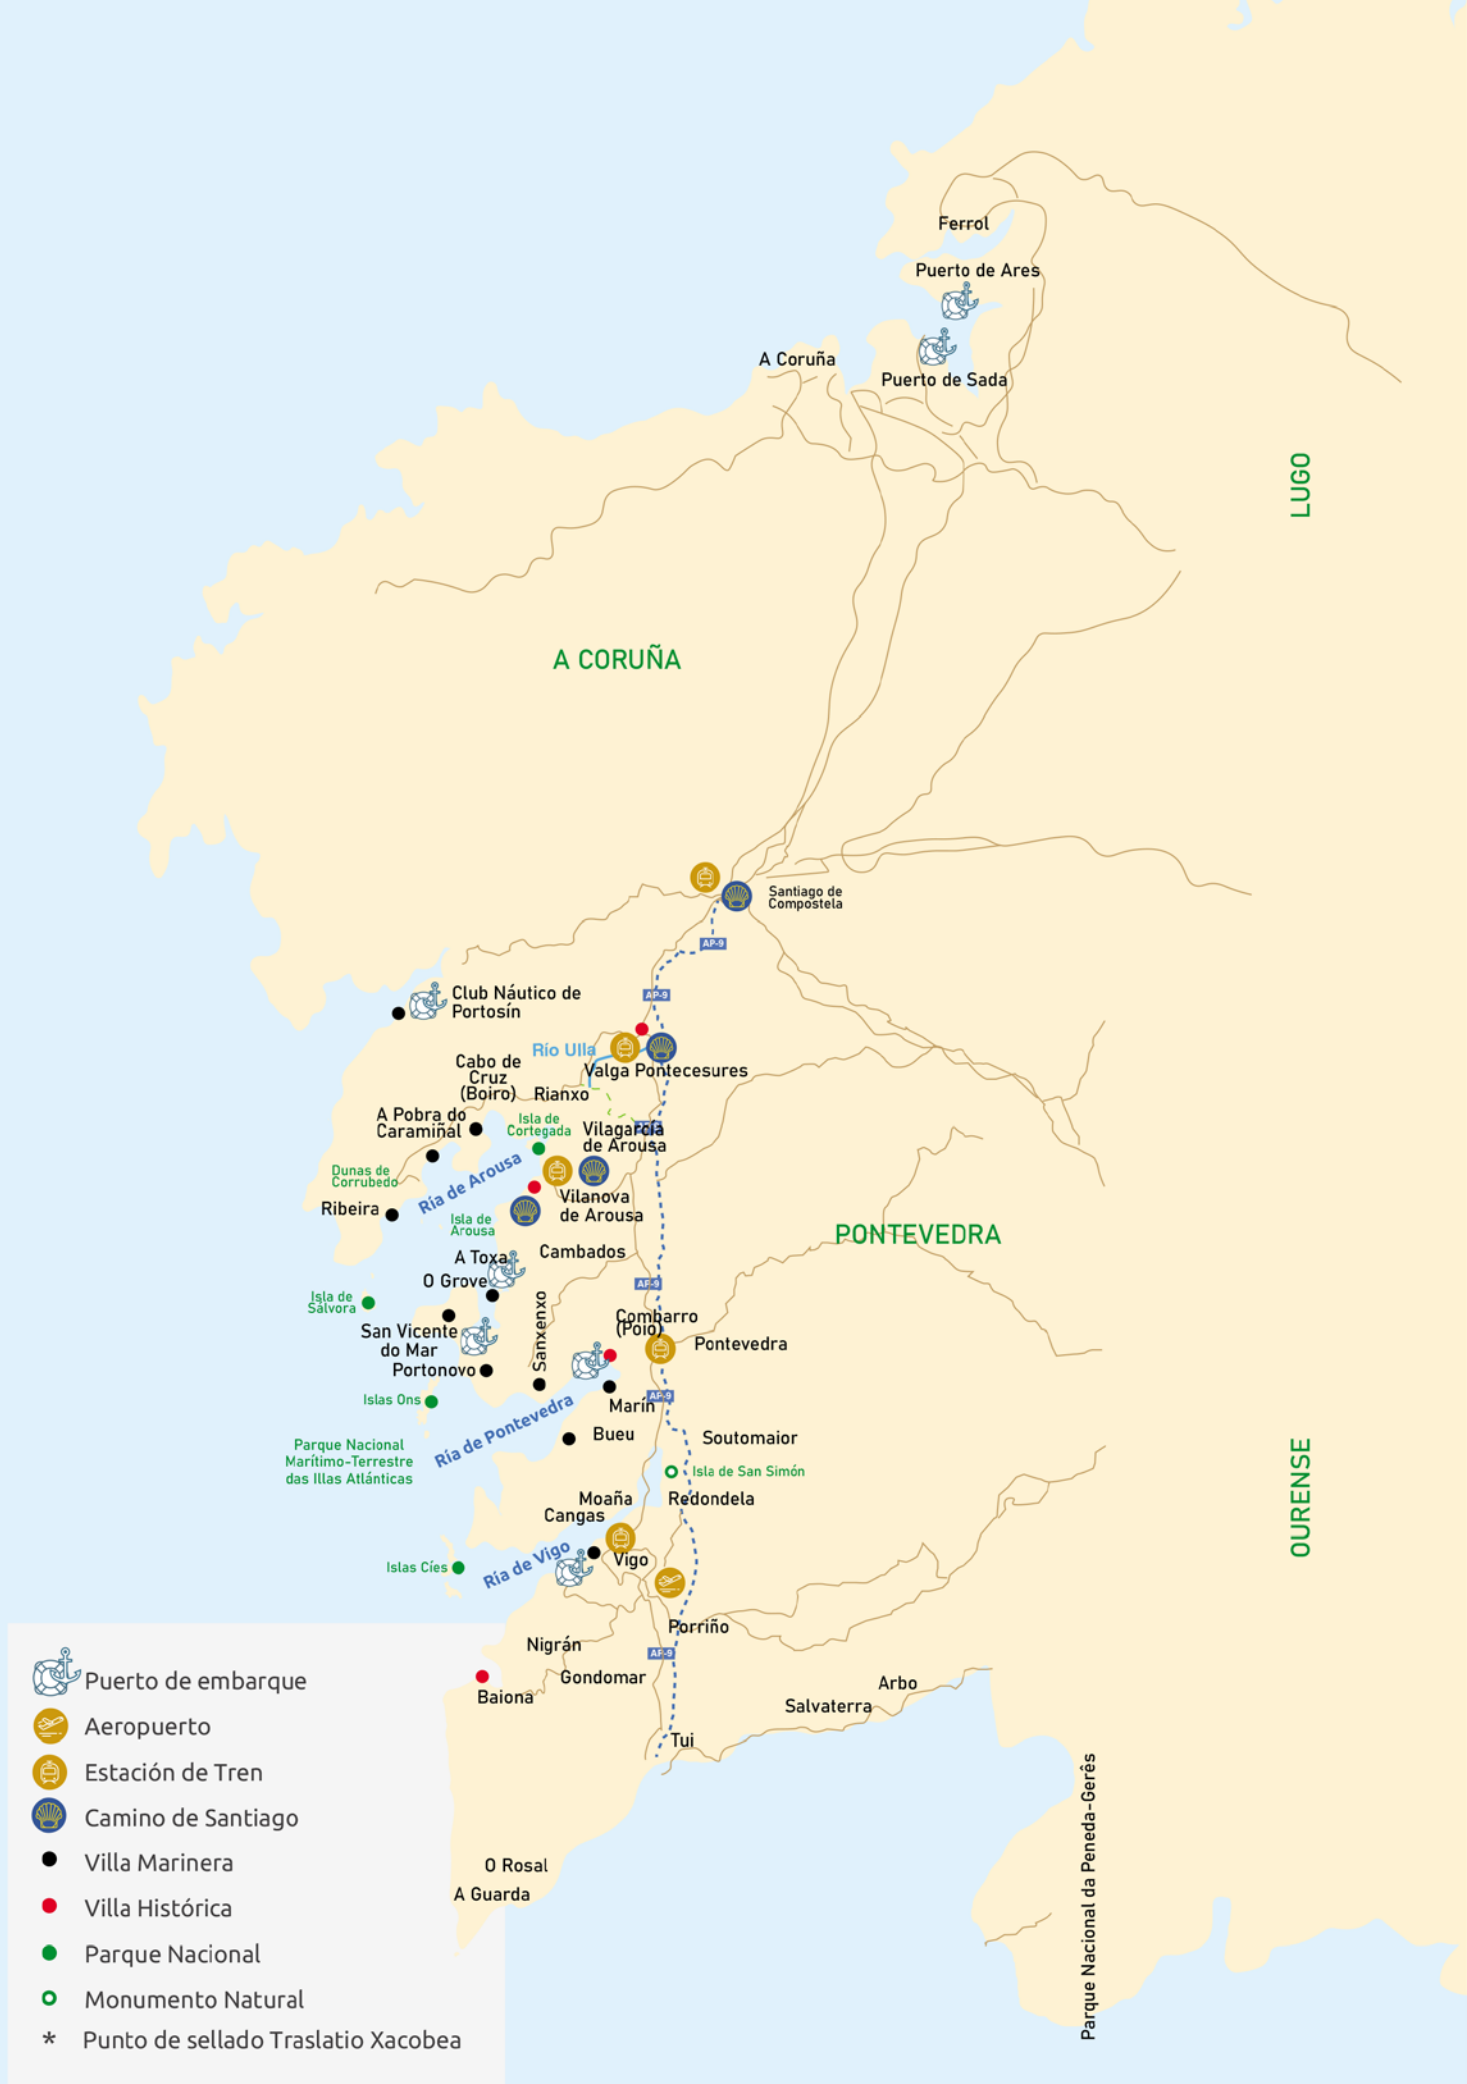 Ferrol
Puerto de Ares
A Coruña
Puerto de Sada
LUGO
A CORUÑA
Santiago de
Compostela
AP-9
AP-9
Club Náutico de
Portosín
Río Ulla
Valga Pontecesures
Cabo de
Cruz
(Boiro)
Rianxo
A Pobra do
Caramiñal
Isla de
Cortegada
Vilagarcía
de Arousa
Dunas de
Corrubedo
Ría de Arousa
Ribeira
Vilanova
de Arousa
Isla de
Arousa
PONTEVEDRA
Cambados
A Toxa
O Grove
AP-9
Isla de
Sálvora
Sanxenxo
Combarro
(Poio)
San Vicente
do Mar
Pontevedra
Portonovo
Islas Ons
AP-9
Marín
Ría de Pontevedra
Bueu
Soutomaior
Parque Nacional
Marítimo-Terrestre
das Illas Atlánticas
Isla de San Simón
Moaña
Redondela
Cangas
OURENSE
Ría de Vigo
Vigo
Islas Cíes
Porriño
Nigrán
AP-9
Gondomar
Baiona
Arbo
Salvaterra
Tui
Parque Nacional da Peneda-Gerês
O Rosal
A Guarda
Puerto de embarque
Aeropuerto
Estación de Tren
Camino de Santiago
Villa Marinera
Villa Histórica
Parque Nacional
Monumento Natural
* Punto de sellado Traslatio Xacobea